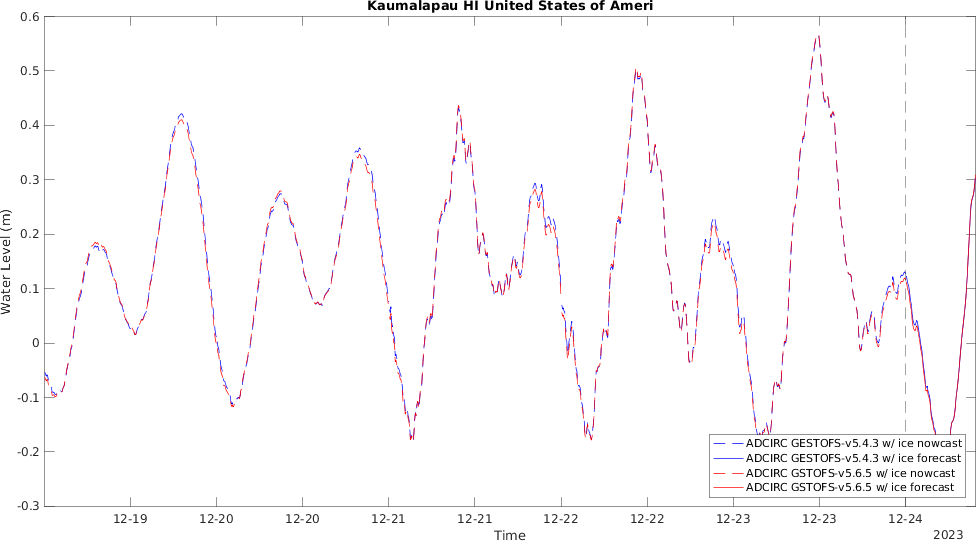 Kaumalapau HI United States of Ameri
0.6
0.5
0.4
0.3
0.2
0.1
0
-0.1
-0.2
-0.3
Water Level (m)
ADCIRC GESTOFS-v5.4.3 w/ ice nowcast
ADCIRC GESTOFS-v5.4.3 w/ ice forecast
ADCIRC GSTOFS-v5.6.5 w/ ice nowcast
ADCIRC GSTOFS-v5.6.5 w/ ice forecast
12-19 12-20 12-20 12-21 12-21 12-22 12-22 12-23 12-23 12-24
Time
2023